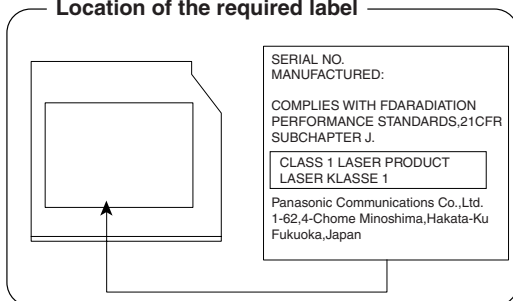 Location of the required label
SERIAL NO.
MANUFACTURED:
COMPLIES WITH FDARADIATION
PERFORMANCE STANDARDS,21CFR
SUBCHAPTER J.
CLASS 1 LASER PRODUCT
LASER KLASSE 1
Panasonic Communications Co.,Ltd.
1-62,4-Chome Minoshima,Hakata-Ku
Fukuoka,Japan